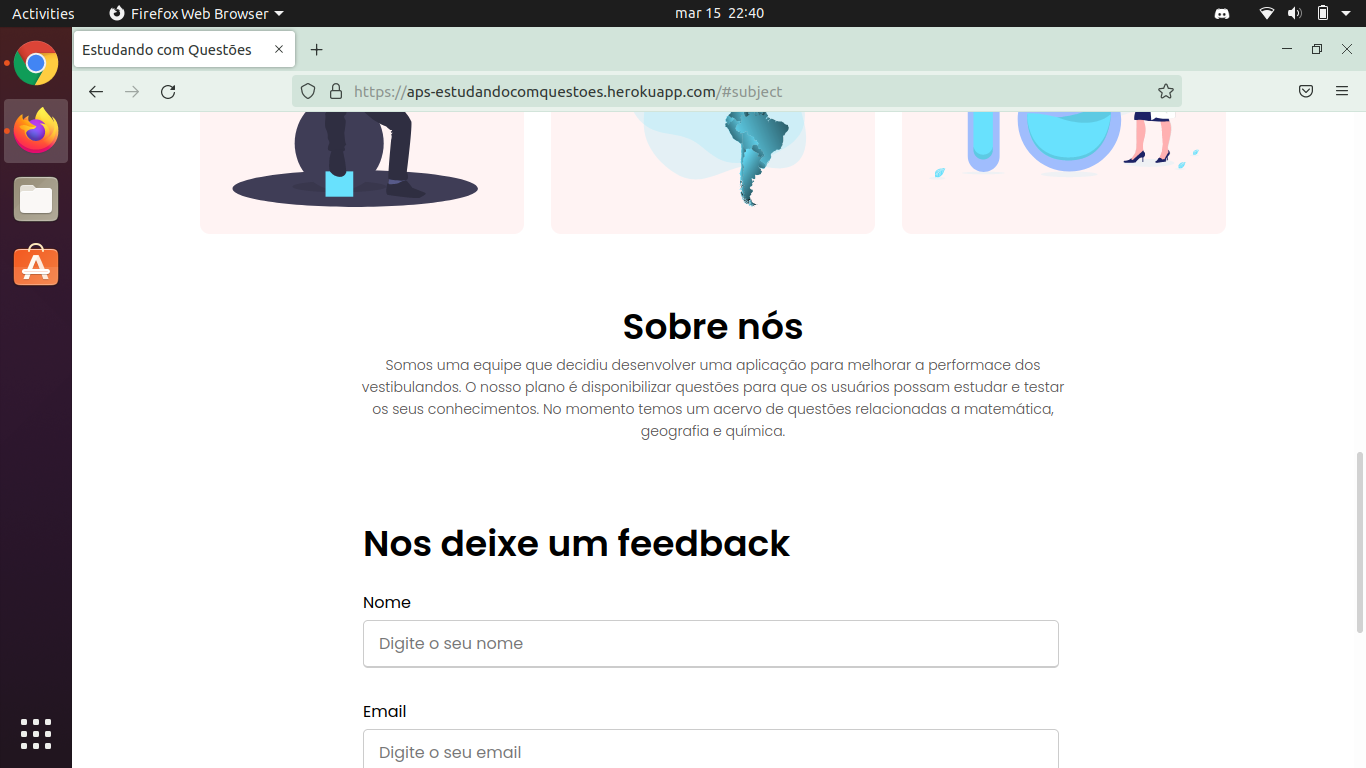 Activities
Firefox Web Browser
mar 15 22:40
Estudando com Questões
https://aps-estudandocomquestoes.herokuapp.com/#subject
Sobre nós
Somos uma equipe que decidiu desenvolver uma aplicação para melhorar a performace dos
vestibulandos. O nosso plano é disponibilizar questões para que os usuários possam estudar e testar
os seus conhecimentos. No momento temos um acervo de questões relacionadas a matemática,
geografia e química.
Nos deixe um feedback
Nome
Digite o seu nome
Email
Digite o seu email